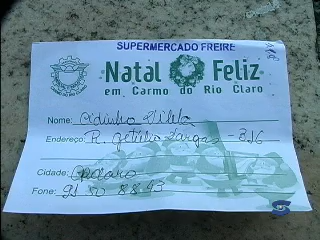 SUPERMERCADO FREIRE
Natal Feliz
em Carmo do Rio Claro
Nome: Vilela
Endereço: R. Getúlio Vargas - 216
Cidade:
Fone: 91 50 88 43